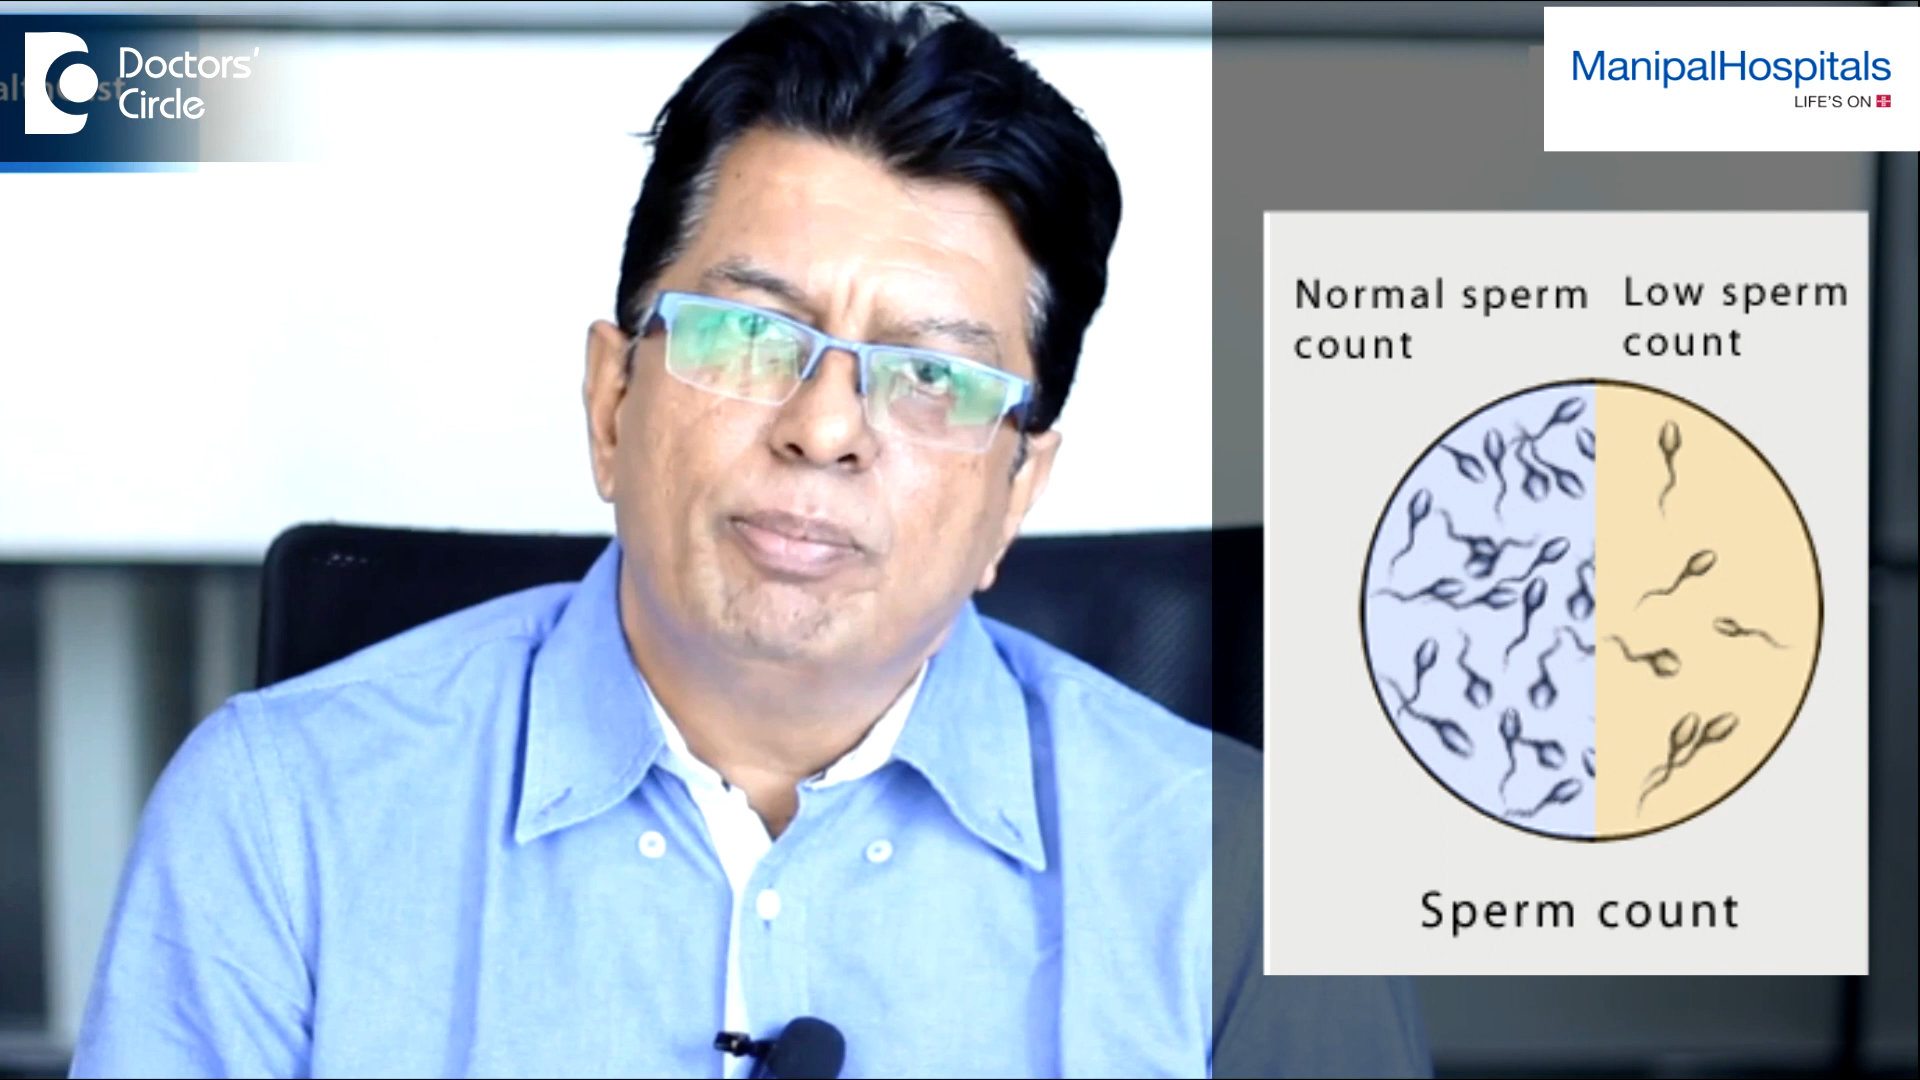 Doctors'
Circle
ManipalHospitals
LIFE'S ON
Normal sperm
count
Low sperm
count
Sperm count